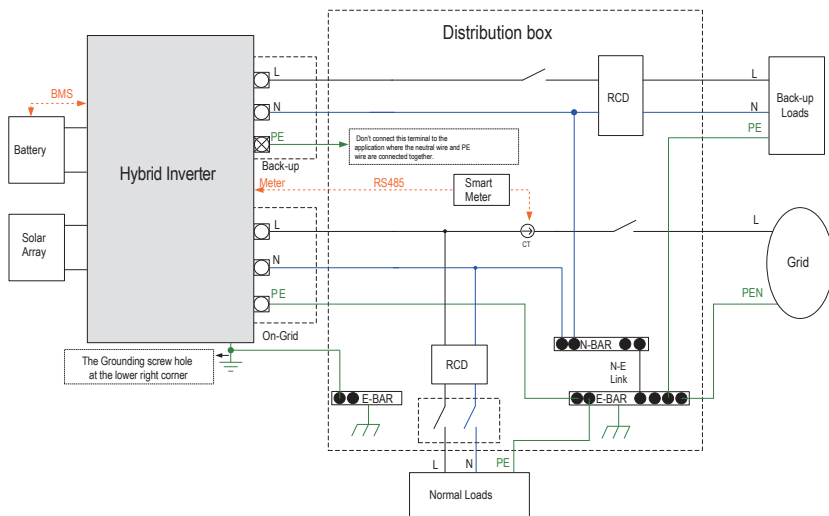 Distribution box
L
L
BMS
RCD
N
N
Back-up
Loads
PE
PE
Battery
Don't connect this terminal to the
application where the neutral wire and PE
wire are connected together.
Back-up
Hybrid Inverter
Meter
RS485
Smart
Meter
L
L
CT
Solar
Array
N
Grid
PE
PEN
On-Grid
N-BAR
The Grounding screw hole
at the lower right corner
RCD
N-E
Link
E-BAR
E-BAR
L
N
PE
Normal Loads